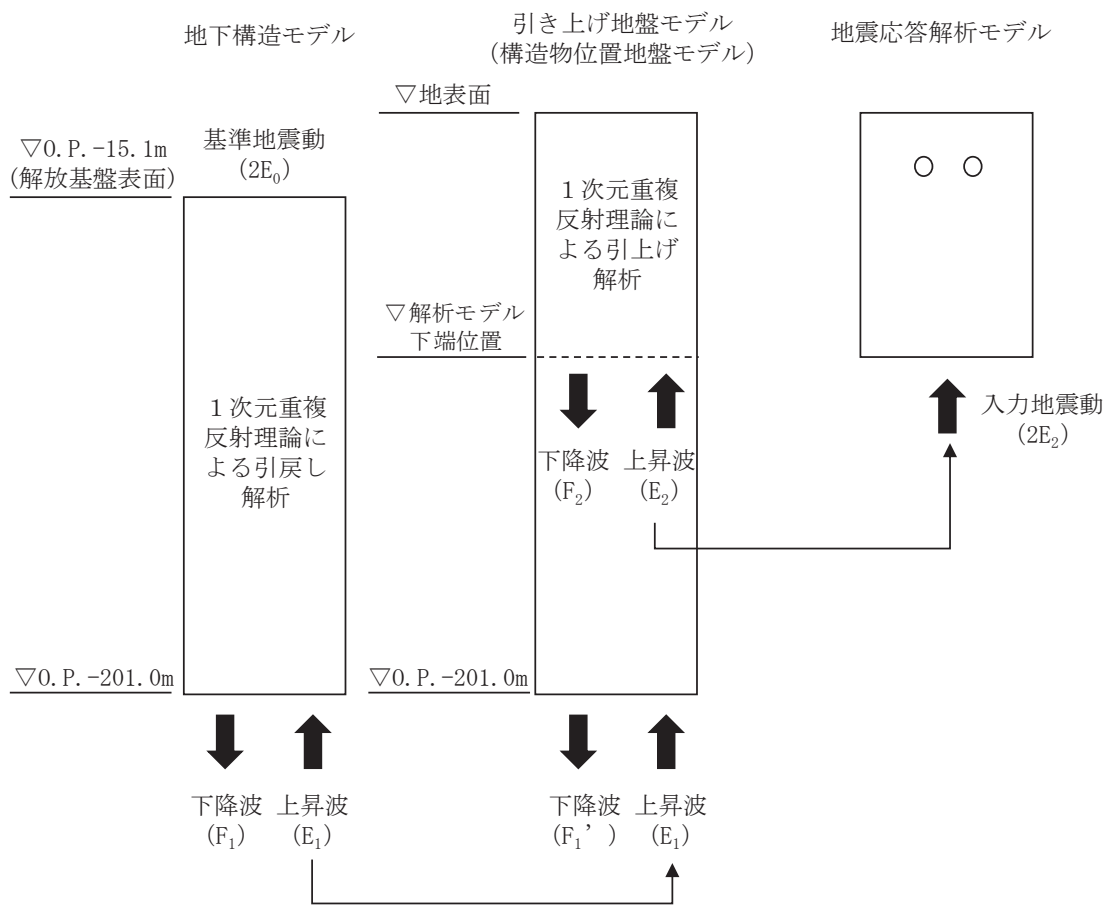 地下構造モデル
▽O.P.-15.1m
(解放基盤表面)
基準地震動
(2E₀)
1次元重複
反射理論に
よる引戻し
解析
▽O.P.-201.0m
下降波
(F₁)
上昇波
(E₁)
引き上げ地盤モデル
(構造物位置地盤モデル)
▽地表面
1次元重複
反射理論に
よる引上げ
解析
▽解析モデル
下端位置
下降波
(F₂)
上昇波
(E₂)
▽O.P.-201.0m
下降波
(F₁’)
上昇波
(E₁)
地震応答解析モデル
入力地震動
(2E₂)